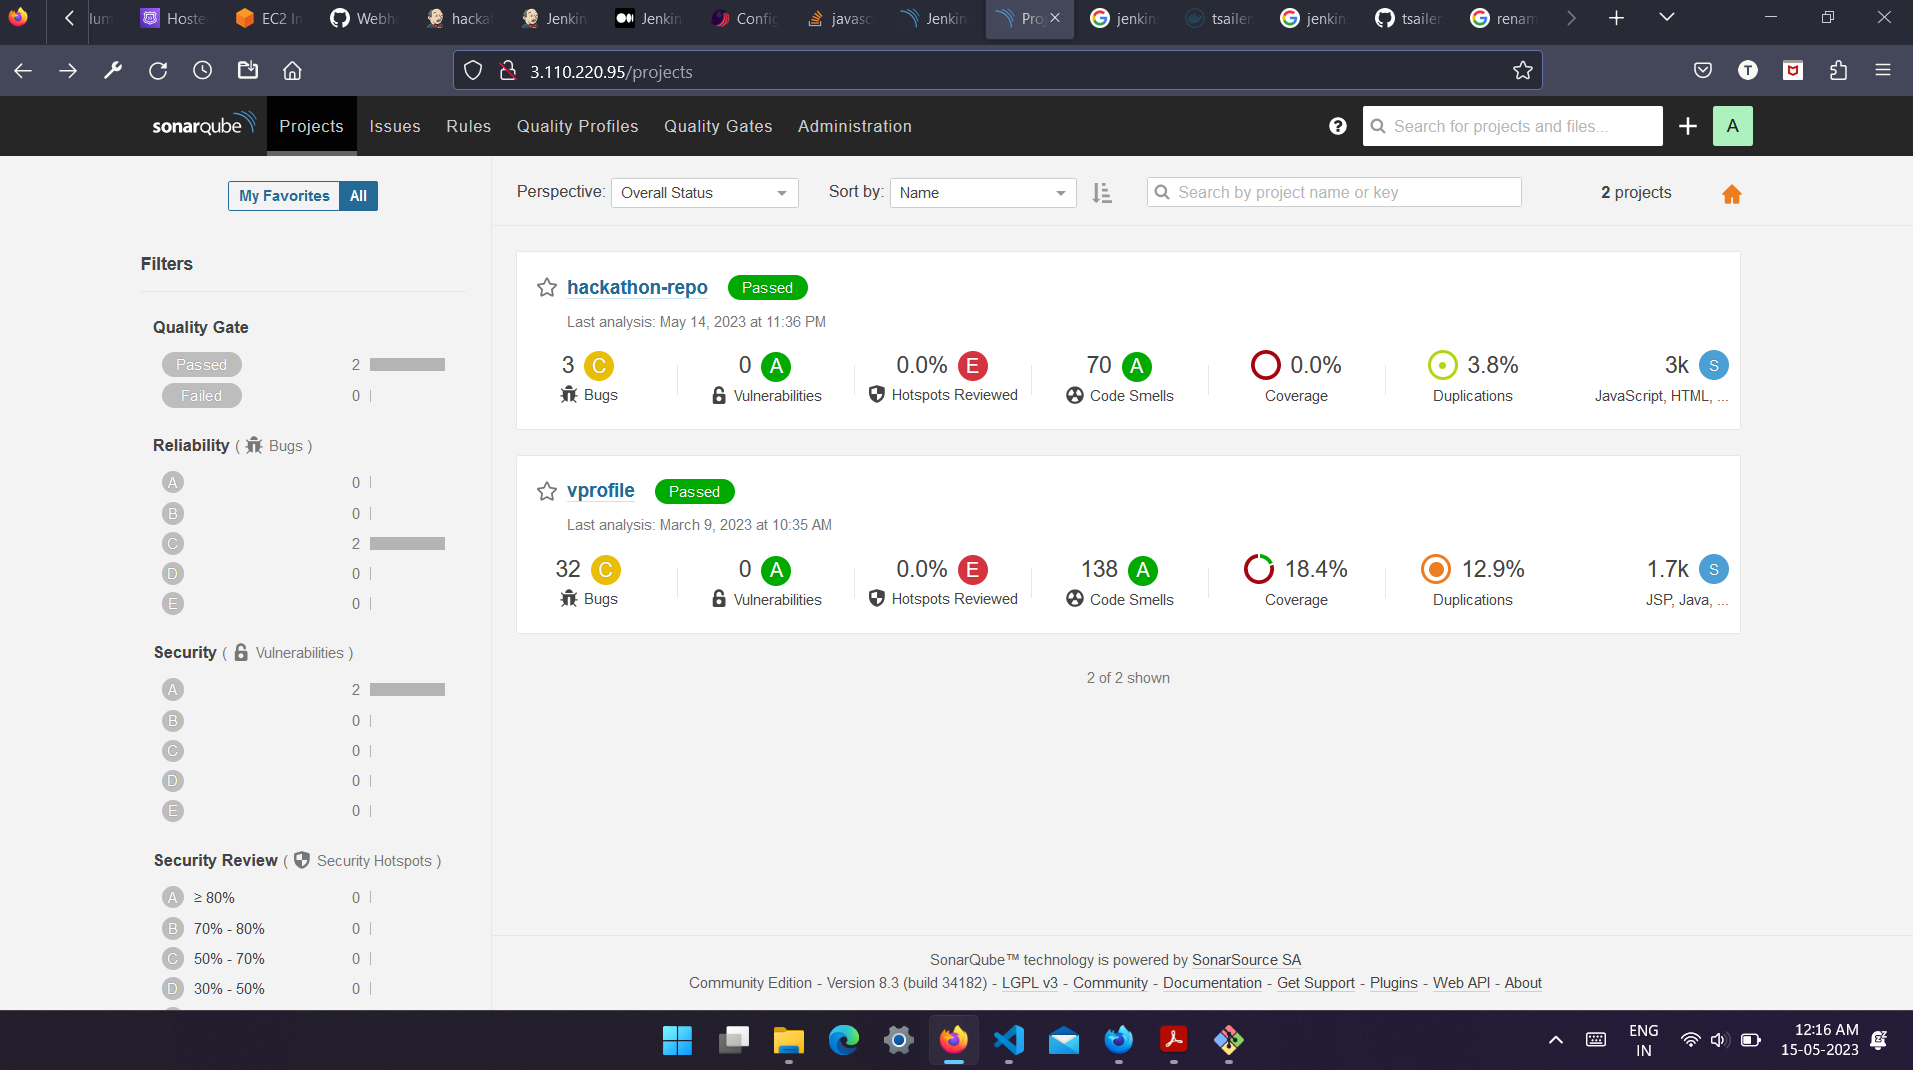 lum
Hoste
EC2 In
Webh
hackat
Jenkin
Jenkin
Config
javasc
Jenkin
Proj
jenkin
tsailen
jenkin
tsailen
renam
3.110.220.95/projects
T
sonarqube
Projects
Issues
Rules
Quality Profiles
Quality Gates
Administration
?
Search for projects and files...
A
My Favorites
All
Perspective:
Overall Status
Sort by:
Name
Search by project name or key
2 projects
Filters
Quality Gate
Passed 2
Failed 0
Reliability ( Bugs )
A 0
B 0
C 2
D 0
E 0
Security ( Vulnerabilities )
A 2
B 0
C 0
D 0
E 0
Security Review ( Security Hotspots )
A ≥ 80% 0
B 70% - 80% 0
C 50% - 70% 0
D 30% - 50% 0
hackathon-repo Passed
Last analysis: May 14, 2023 at 11:36 PM
3 C 0 A 0.0% E 70 A 0.0% 3.8% 3k S
Bugs Vulnerabilities Hotspots Reviewed Code Smells Coverage Duplications JavaScript, HTML, ...
vprofile Passed
Last analysis: March 9, 2023 at 10:35 AM
32 C 0 A 0.0% E 138 A 18.4% 12.9% 1.7k S
Bugs Vulnerabilities Hotspots Reviewed Code Smells Coverage Duplications JSP, Java, ...
2 of 2 shown
SonarQube™ technology is powered by SonarSource SA
Community Edition - Version 8.3 (build 34182) - LGPL v3 - Community - Documentation - Get Support - Plugins - Web API - About
ENG
IN
12:16 AM
15-05-2023